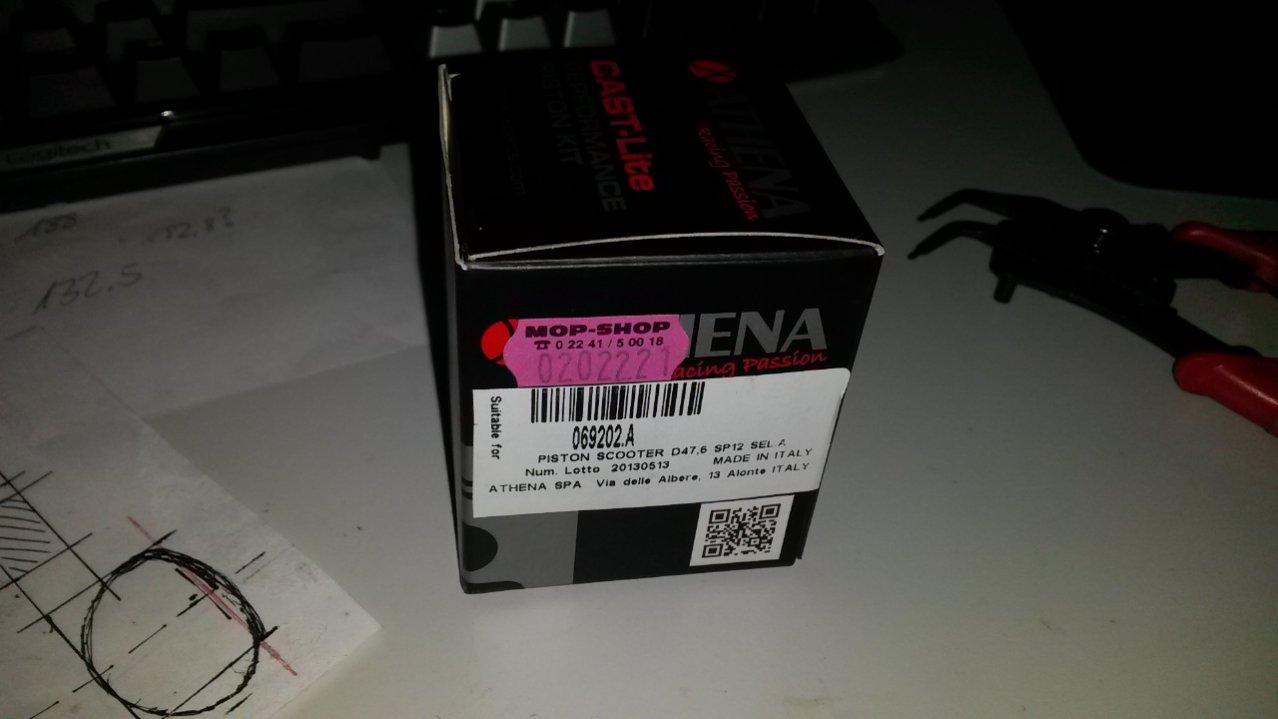 Logitech
188
132.5
CAST-Lite
PERFORMANCE
PISTON KIT
ATHENA
Racing Passion
MOP-SHOP
☎ 0 22 41 / 5 00 18
0202221
ENA
acing Passion
Suitable for
069202.A
PISTON SCOOTER D47,6 SP12 SEL.A
Num. Lotto 20130513 MADE IN ITALY
ATHENA SPA Via delle Albere, 13 Alonte ITALY